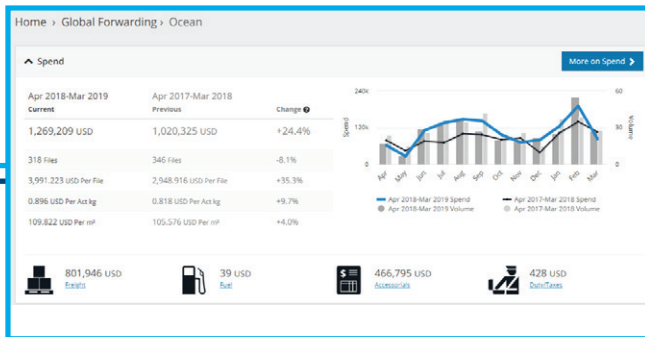 Home › Global Forwarding › Ocean
Spend
More on Spend
Apr 2018-Mar 2019 Apr 2017-Mar 2018
Current Previous Change
1,269,209 USD 1,020,325 USD +24.4%
318 Files 346 Files -8.1%
3,991.223 USD Per File 2,948.916 USD Per File +35.3%
0.896 USD Per Act kg 0.818 USD Per Act kg +9.7%
109.822 USD Per m³ 105.576 USD Per m³ +4.0%
240k 60
120k 30
0 0
Spend Volume
Apr May Jun Jul Aug Sep Oct Nov Dec Jan Feb Mar
Apr 2018-Mar 2019 Spend Apr 2017-Mar 2018 Spend
Apr 2018-Mar 2019 Volume Apr 2017-Mar 2018 Volume
801,946 USD 39 USD 466,795 USD 428 USD
Freight Fuel Accessorials Duty/Taxes